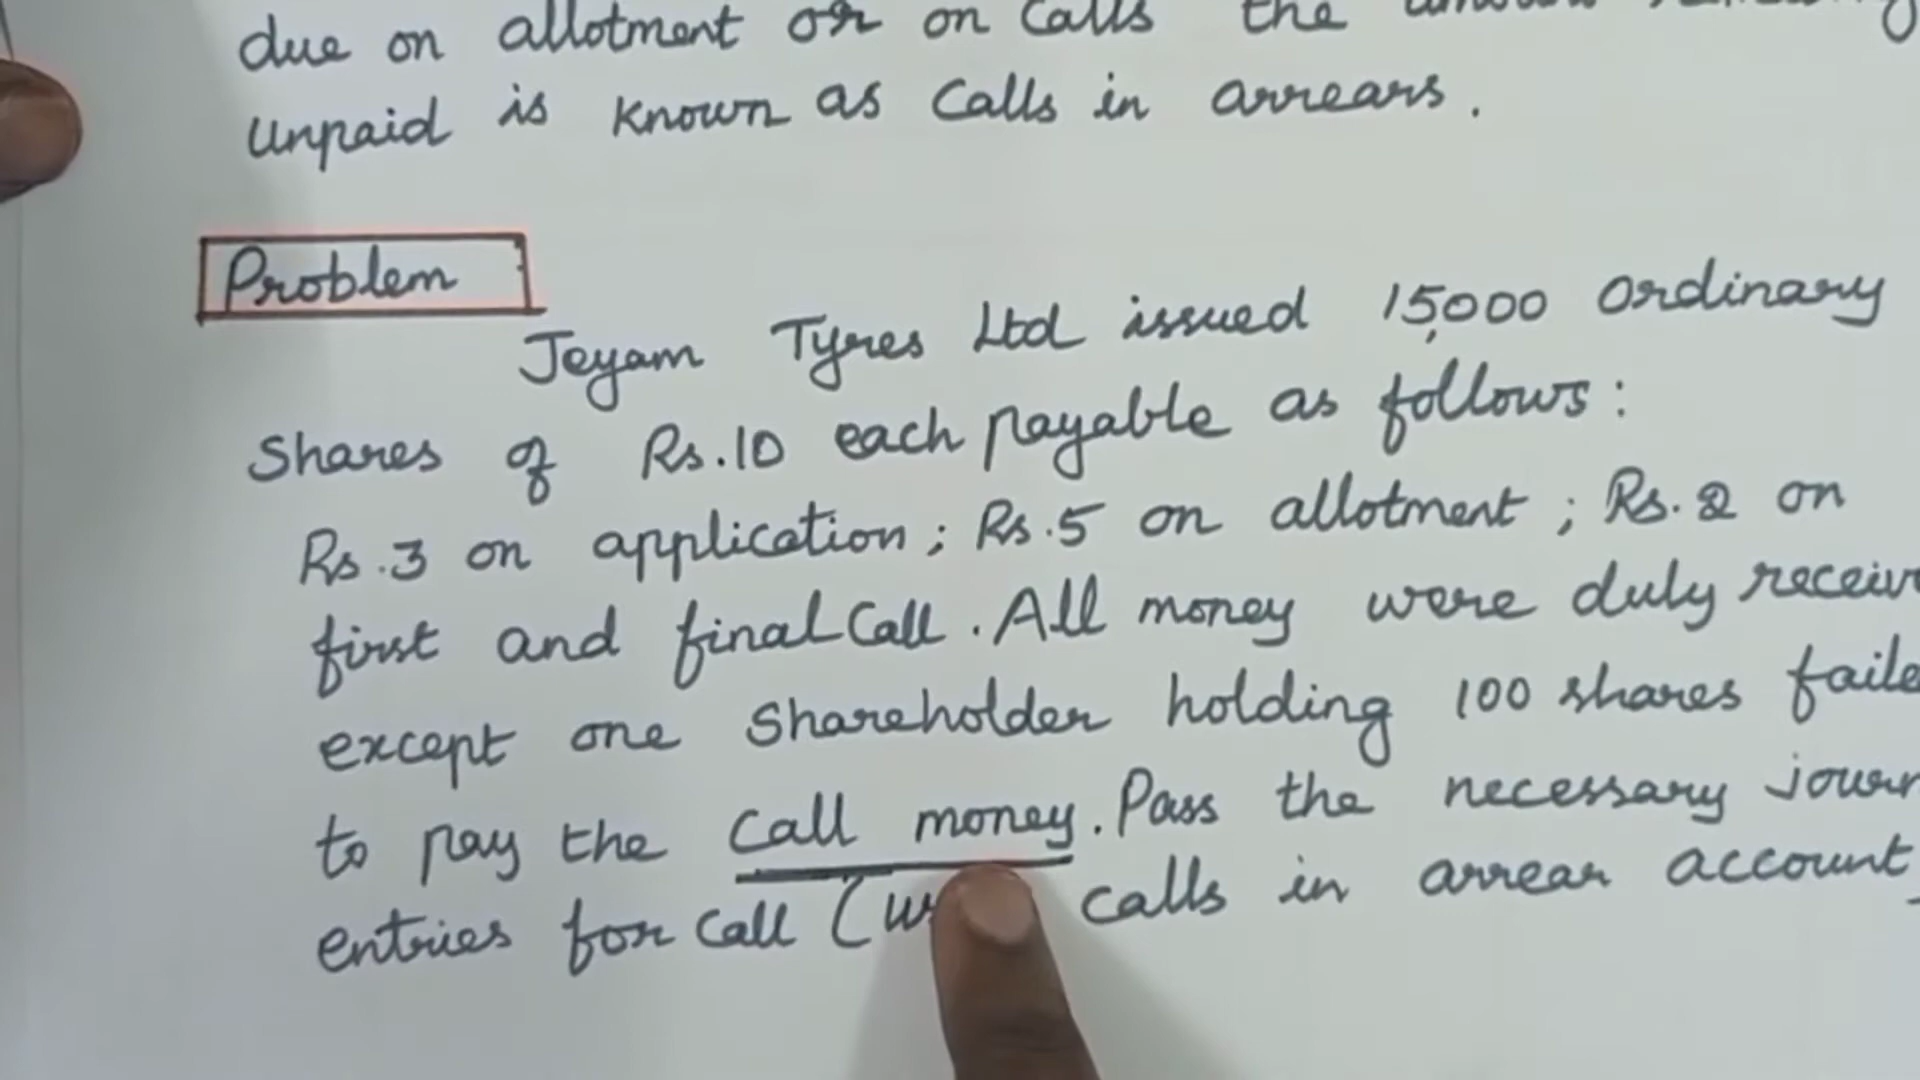 due on allotment or on calls the
unpaid is known as calls in arrears.
Problem
Jeyam Tyres Ltd issued 15,000 ordinary
shares of Rs.10 each payable as follows:
Rs.3 on application; Rs.5 on allotment; Rs.2 on
first and final call. All money were duly receiv
except one shareholder holding 100 shares faile
to pay the call money. Pass the necessary journ
entries for call ( calls in arrear account